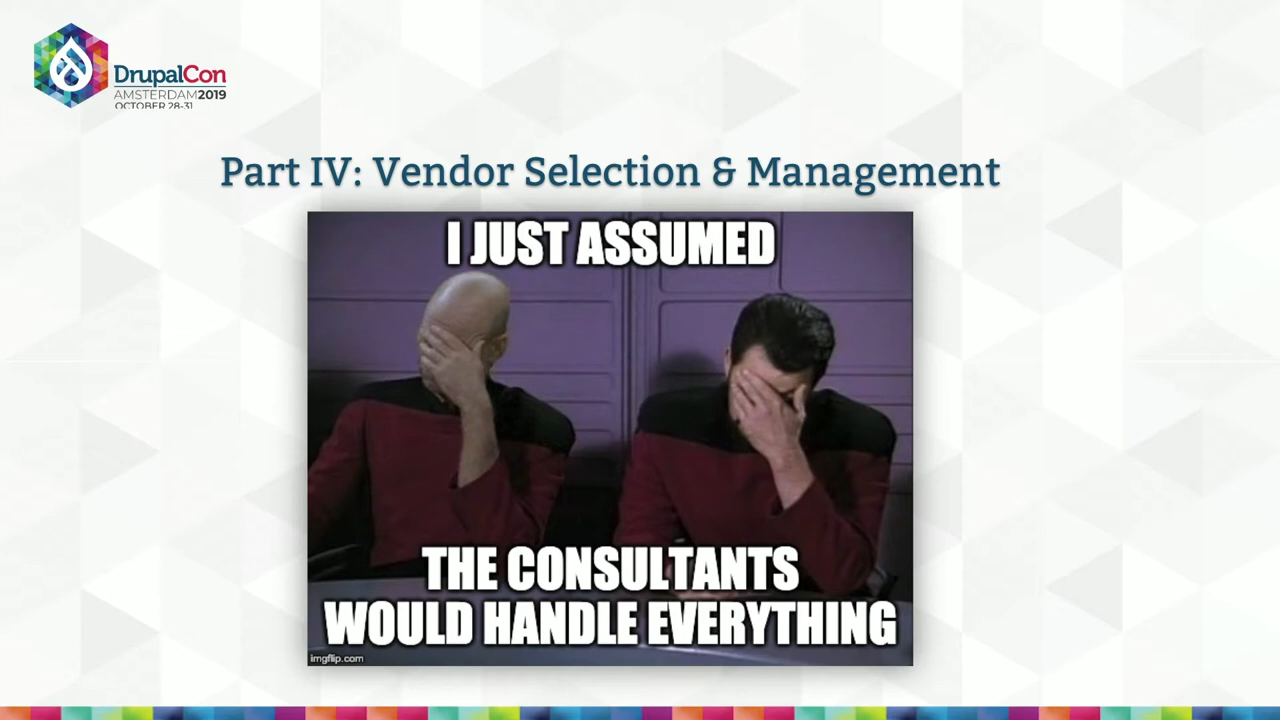 DrupalCon
AMSTERDAM2019
OCTOBER 28-31
Part IV: Vendor Selection & Management
I JUST ASSUMED
THE CONSULTANTS
WOULD HANDLE EVERYTHING
imgflip.com